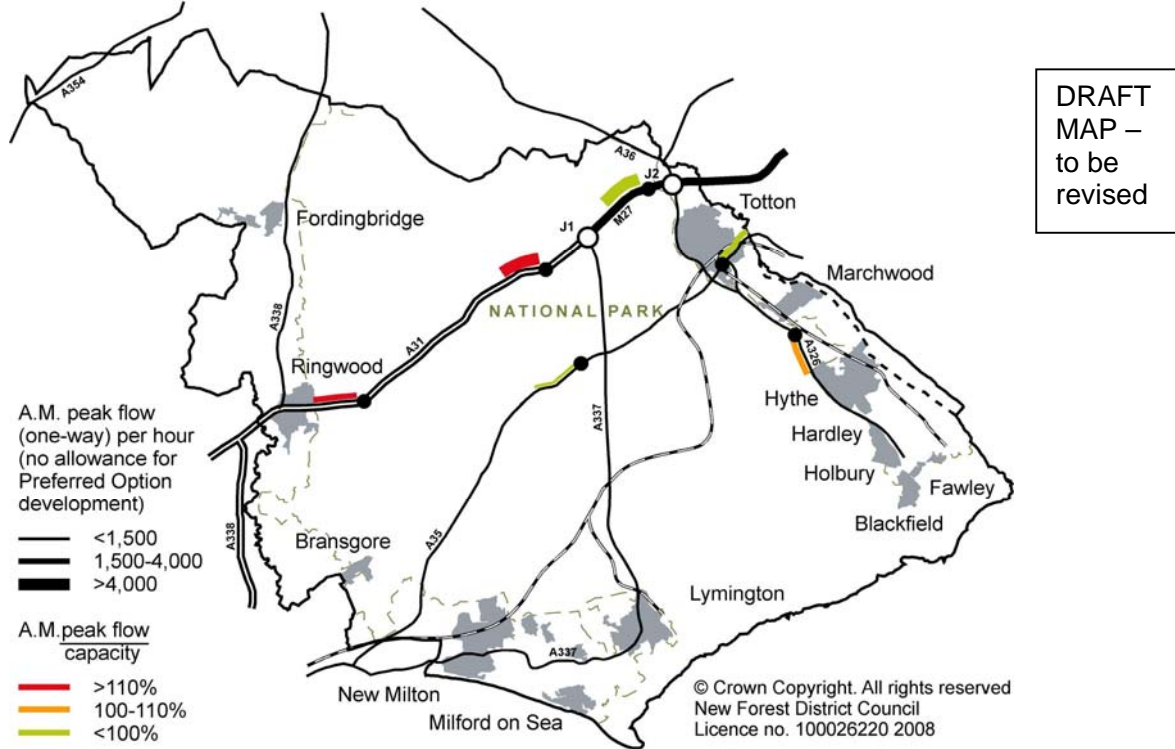 DRAFT
MAP –
to be
revised
A354
A36
J2
Totton
M27
J1
Fordingbridge
Marchwood
NATIONAL PARK
A338
A31
A326
Ringwood
Hythe
A337
Hardley
Holbury
Fawley
Blackfield
A338
Bransgore
A35
Lymington
A337
New Milton
Milford on Sea
A.M. peak flow
(one-way) per hour
(no allowance for
Preferred Option
development)
<1,500
1,500-4,000
>4,000
A.M.peak flow
capacity
>110%
100-110%
<100%
© Crown Copyright. All rights reserved
New Forest District Council
Licence no. 100026220 2008